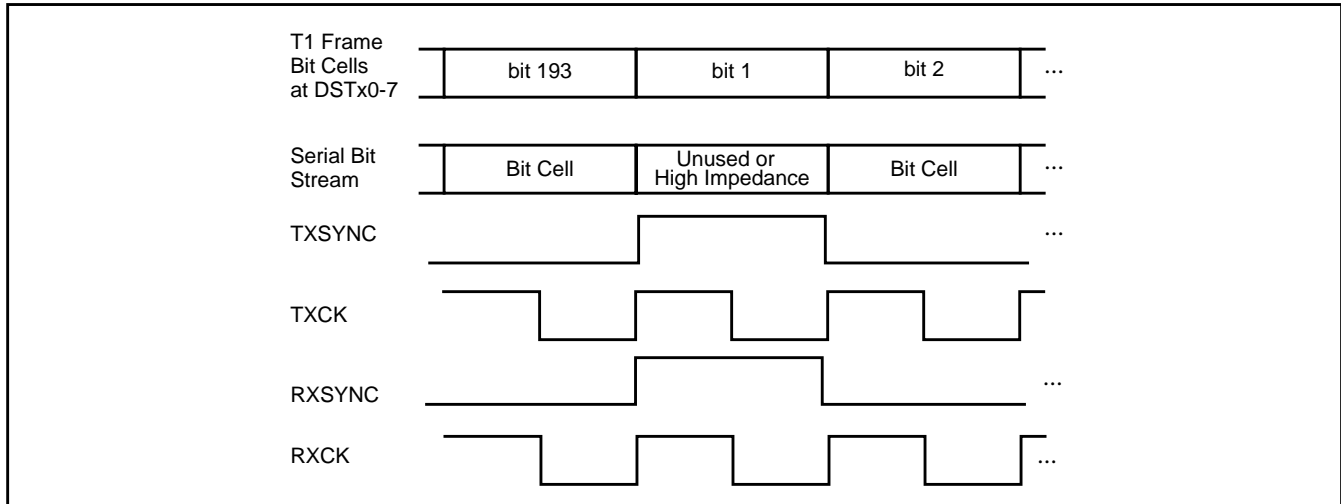 T1 Frame
Bit Cells
at DSTx0-7
bit 193
bit 1
bit 2
...
Serial Bit
Stream
Bit Cell
Unused or
High Impedance
Bit Cell
...
TXSYNC
...
TXCK
RXSYNC
...
RXCK
...